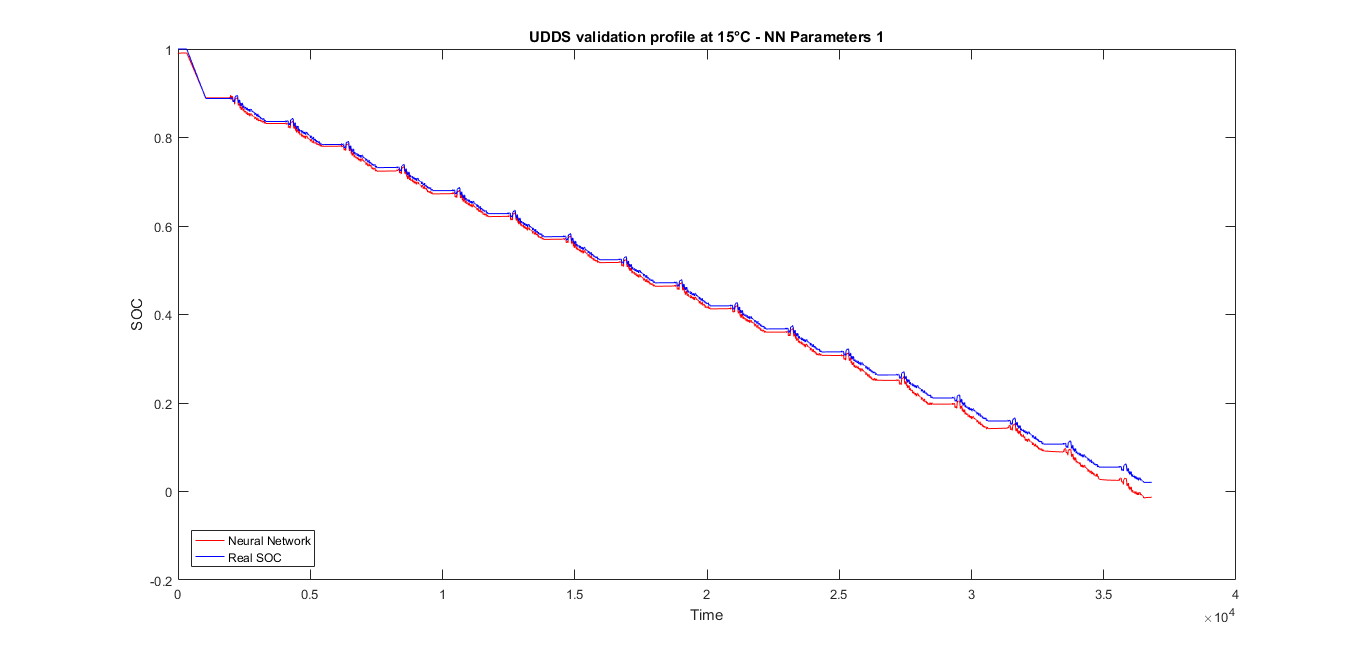 UDDS validation profile at 15°C - NN Parameters 1
1
0.8
0.6
0.4
0.2
0
-0.2
SOC
Neural Network
Real SOC
0 0.5 1 1.5 2 2.5 3 3.5 4
Time
×10^4